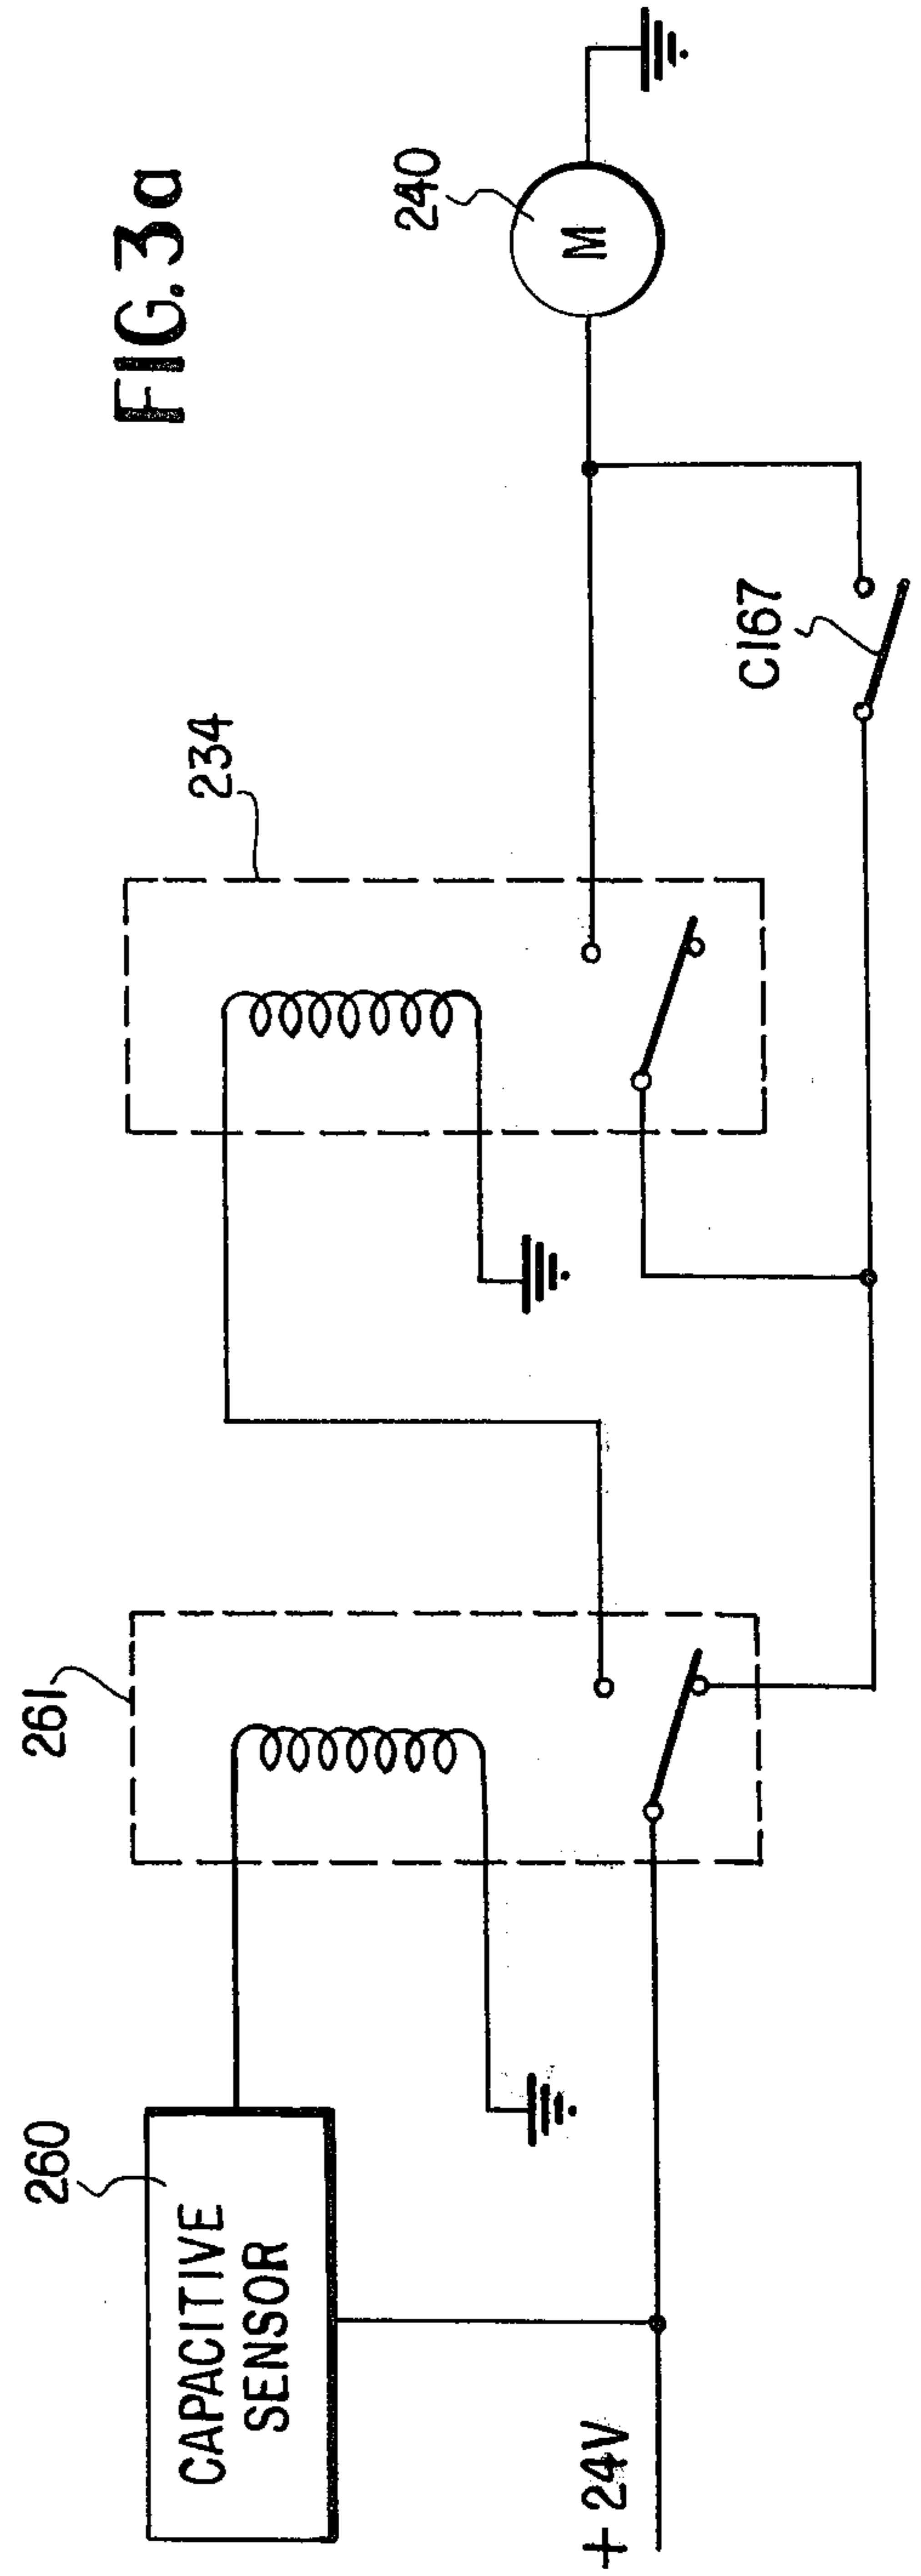 FIG. 3a
260
CAPACITIVE
SENSOR
+ 24V
261
234
C167
240
M